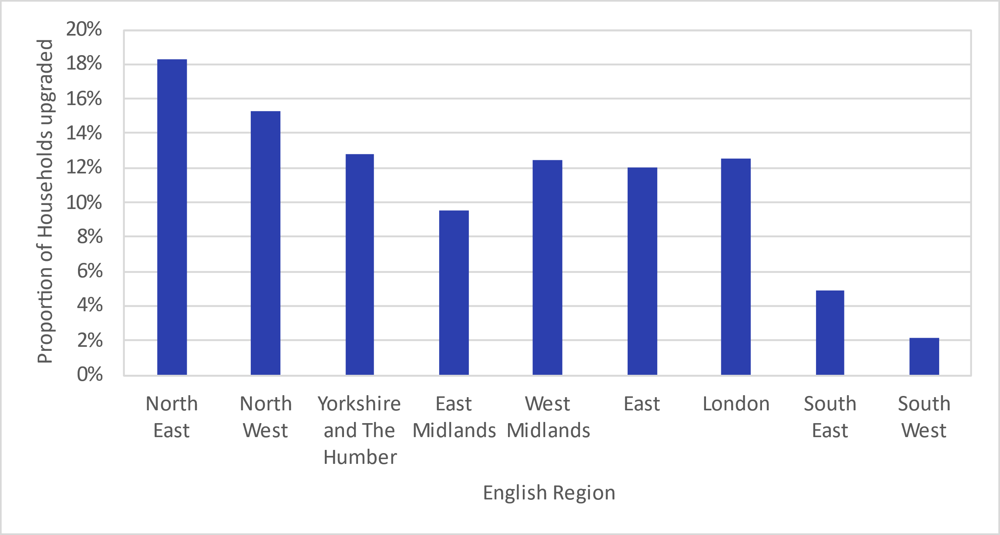 Proportion of Households upgraded
20%
18%
16%
14%
12%
10%
8%
6%
4%
2%
0%
North
East
North
West
Yorkshire
and The
Humber
East
Midlands
West
Midlands
East
London
South
East
South
West
English Region